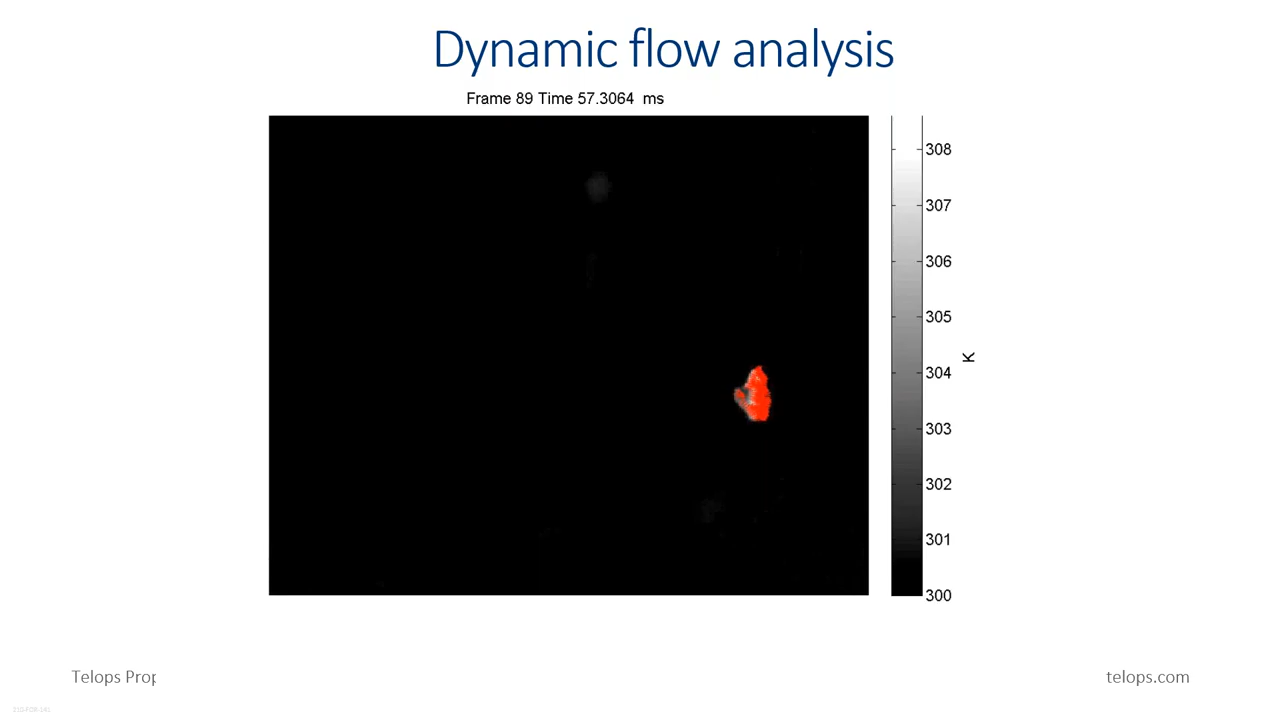 Dynamic flow analysis
Frame 89 Time 57.3064 ms
308
307
306
305
304
303
302
301
300
K
Telops Prop
telops.com